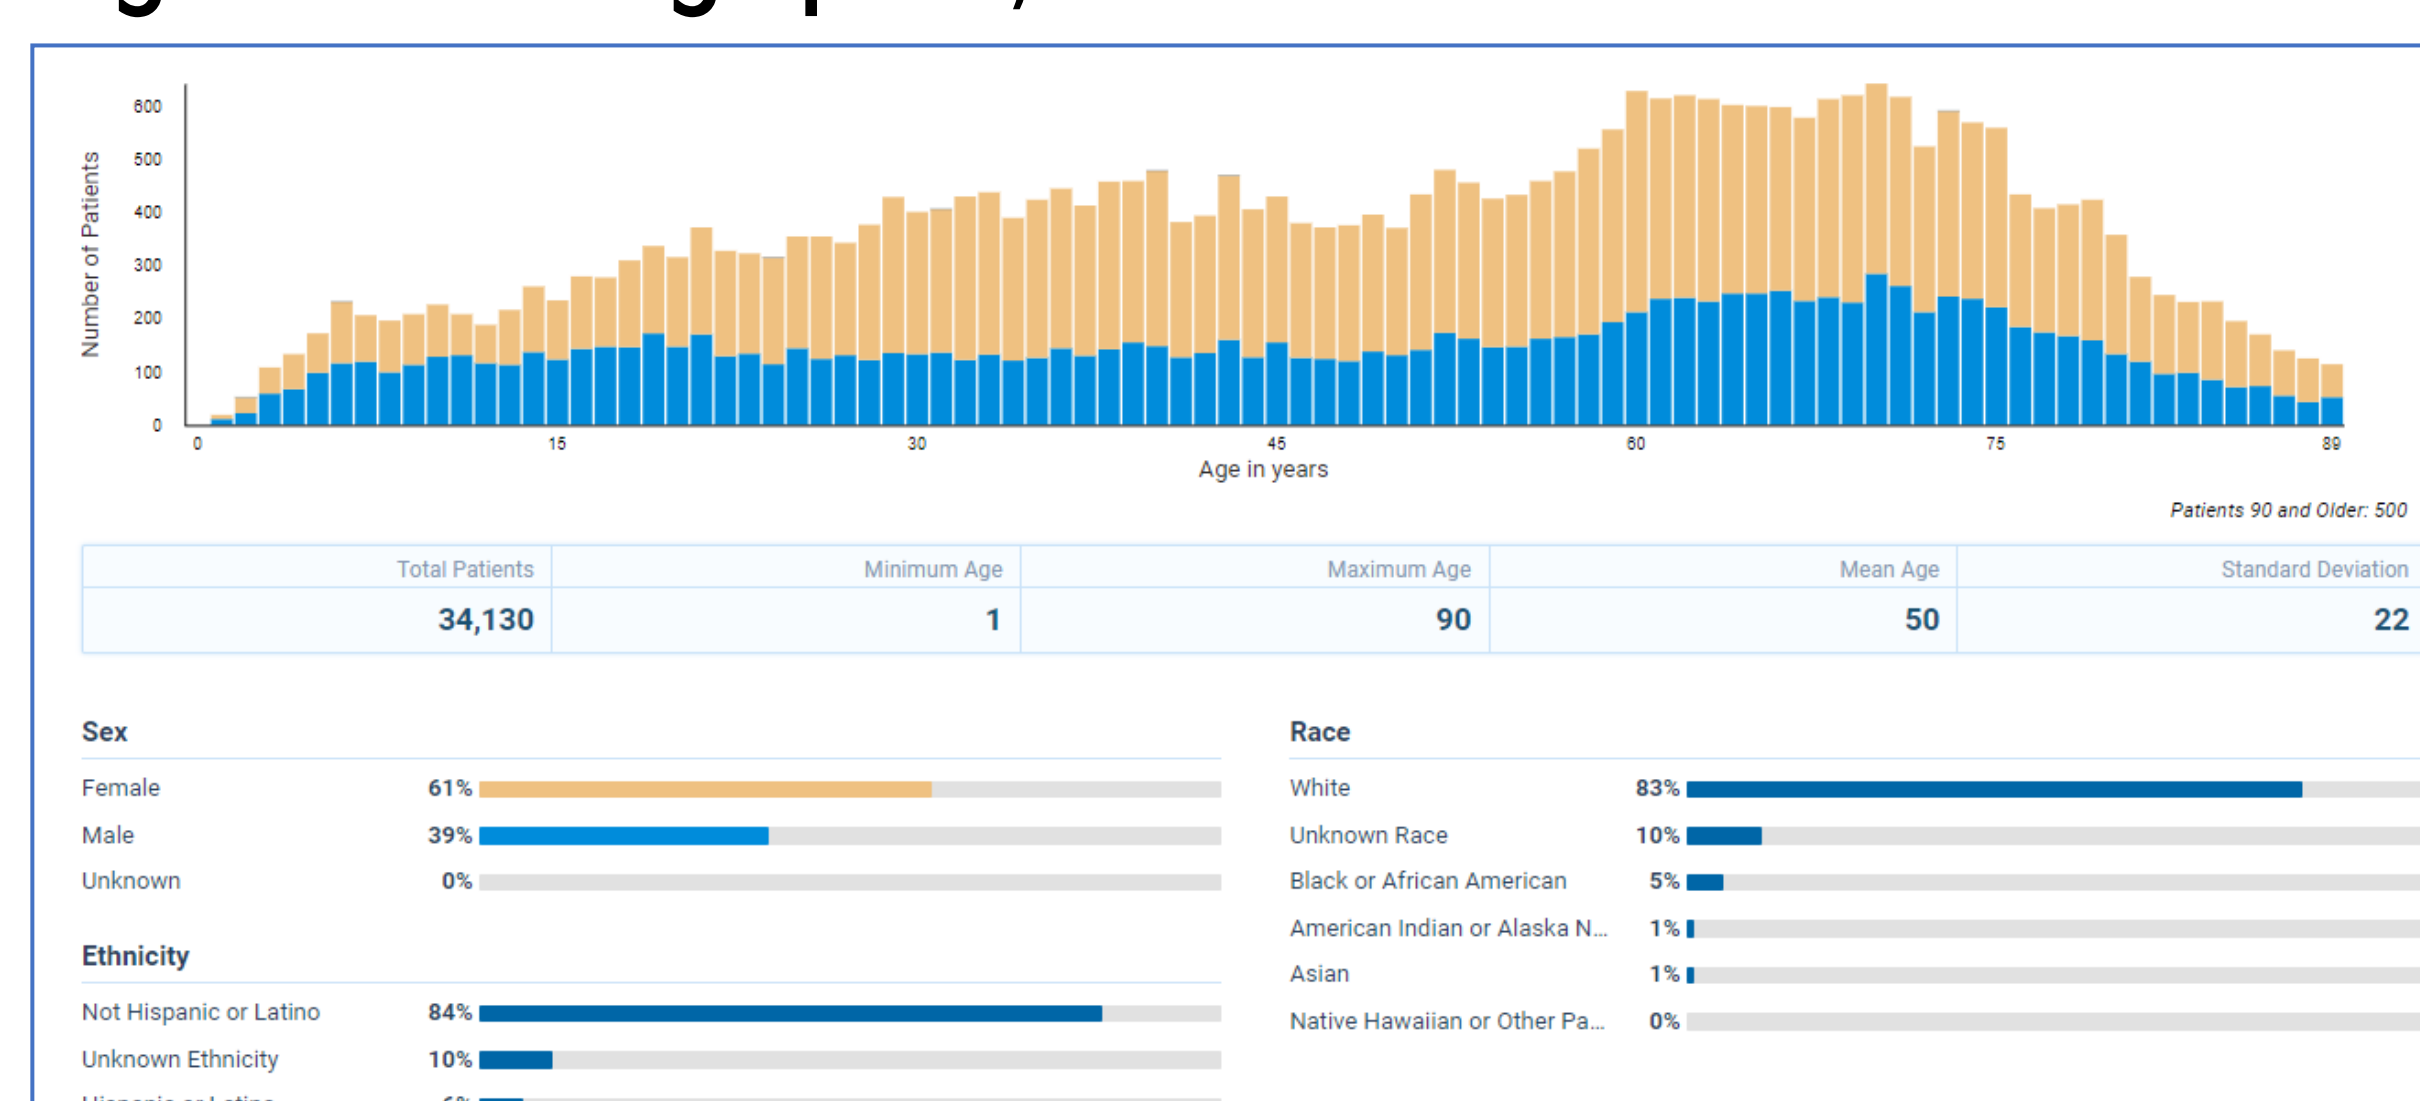 600
500
400
300
200
100
0
Number of Patients
0 15 30 45 60 75 89
Age in years
Patients 90 and Older: 500
Total Patients Minimum Age Maximum Age Mean Age Standard Deviation
34,130 1 90 50 22
Sex
Female 61%
Male 39%
Unknown 0%
Ethnicity
Not Hispanic or Latino 84%
Unknown Ethnicity 10%
Race
White 83%
Unknown Race 10%
Black or African American 5%
American Indian or Alaska N... 1%
Asian 1%
Native Hawaiian or Other Pa... 0%